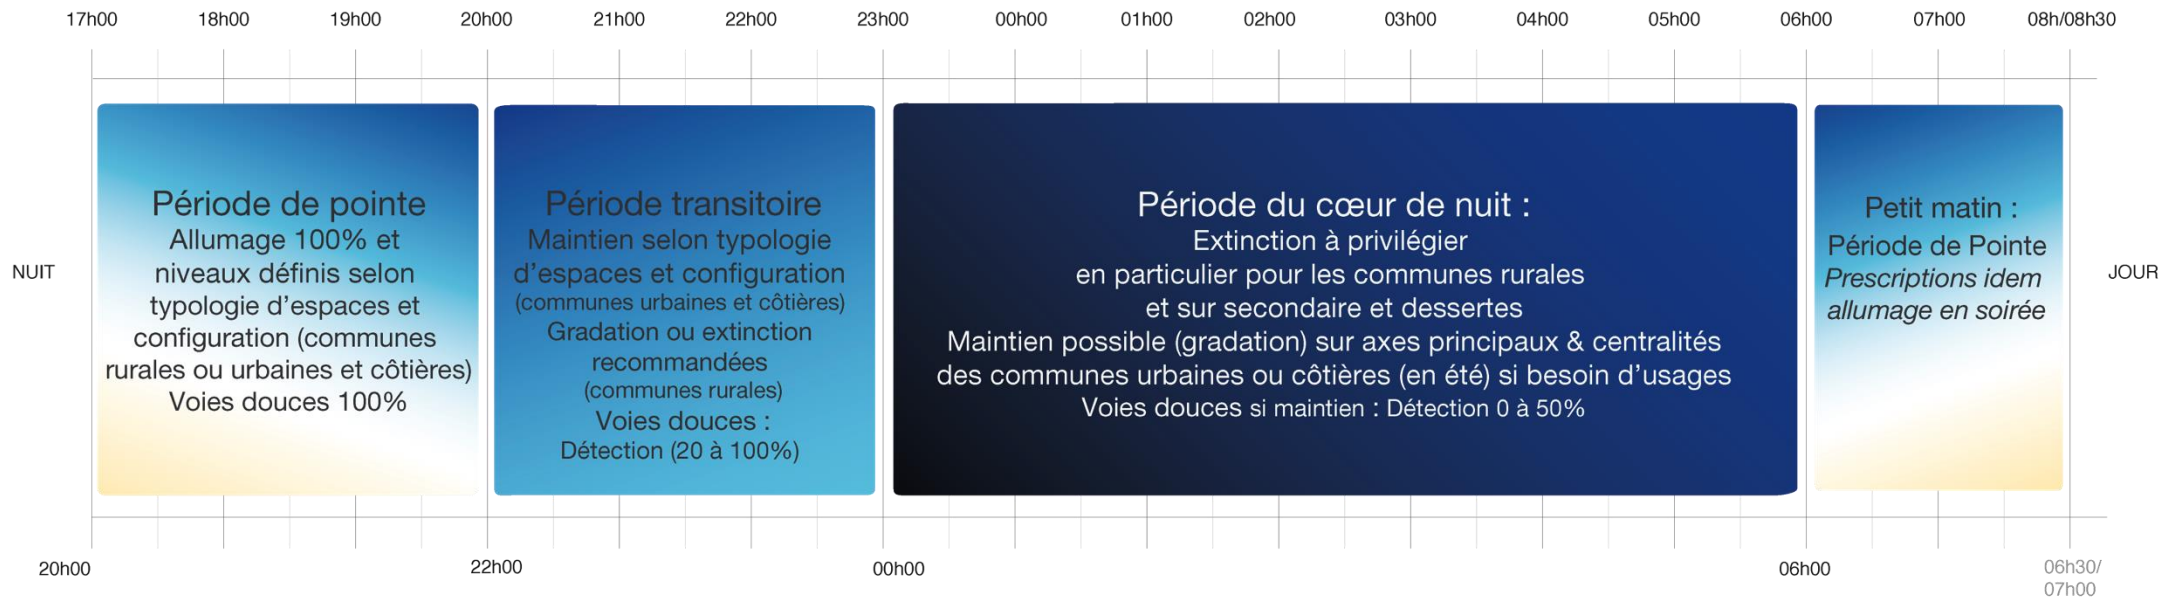 17h00 18h00 19h00 20h00 21h00 22h00 23h00 00h00 01h00 02h00 03h00 04h00 05h00 06h00 07h00 08h/08h30
NUIT
Période de pointe
Allumage 100% et
niveaux définis selon
typologie d'espaces et
configuration (communes
rurales ou urbaines et côtières)
Voies douces 100%
Période transitoire
Maintien selon typologie
d'espaces et configuration
(communes urbaines et côtières)
Gradation ou extinction
recommandées
(communes rurales)
Voies douces :
Détection (20 à 100%)
Période du cœur de nuit :
Extinction à privilégier
en particulier pour les communes rurales
et sur secondaire et dessertes
Maintien possible (gradation) sur axes principaux & centralités
des communes urbaines ou côtières (en été) si besoin d'usages
Voies douces si maintien : Détection 0 à 50%
Petit matin :
Période de Pointe
Prescriptions idem
allumage en soirée
JOUR
20h00 22h00 00h00 06h00 06h30/
07h00